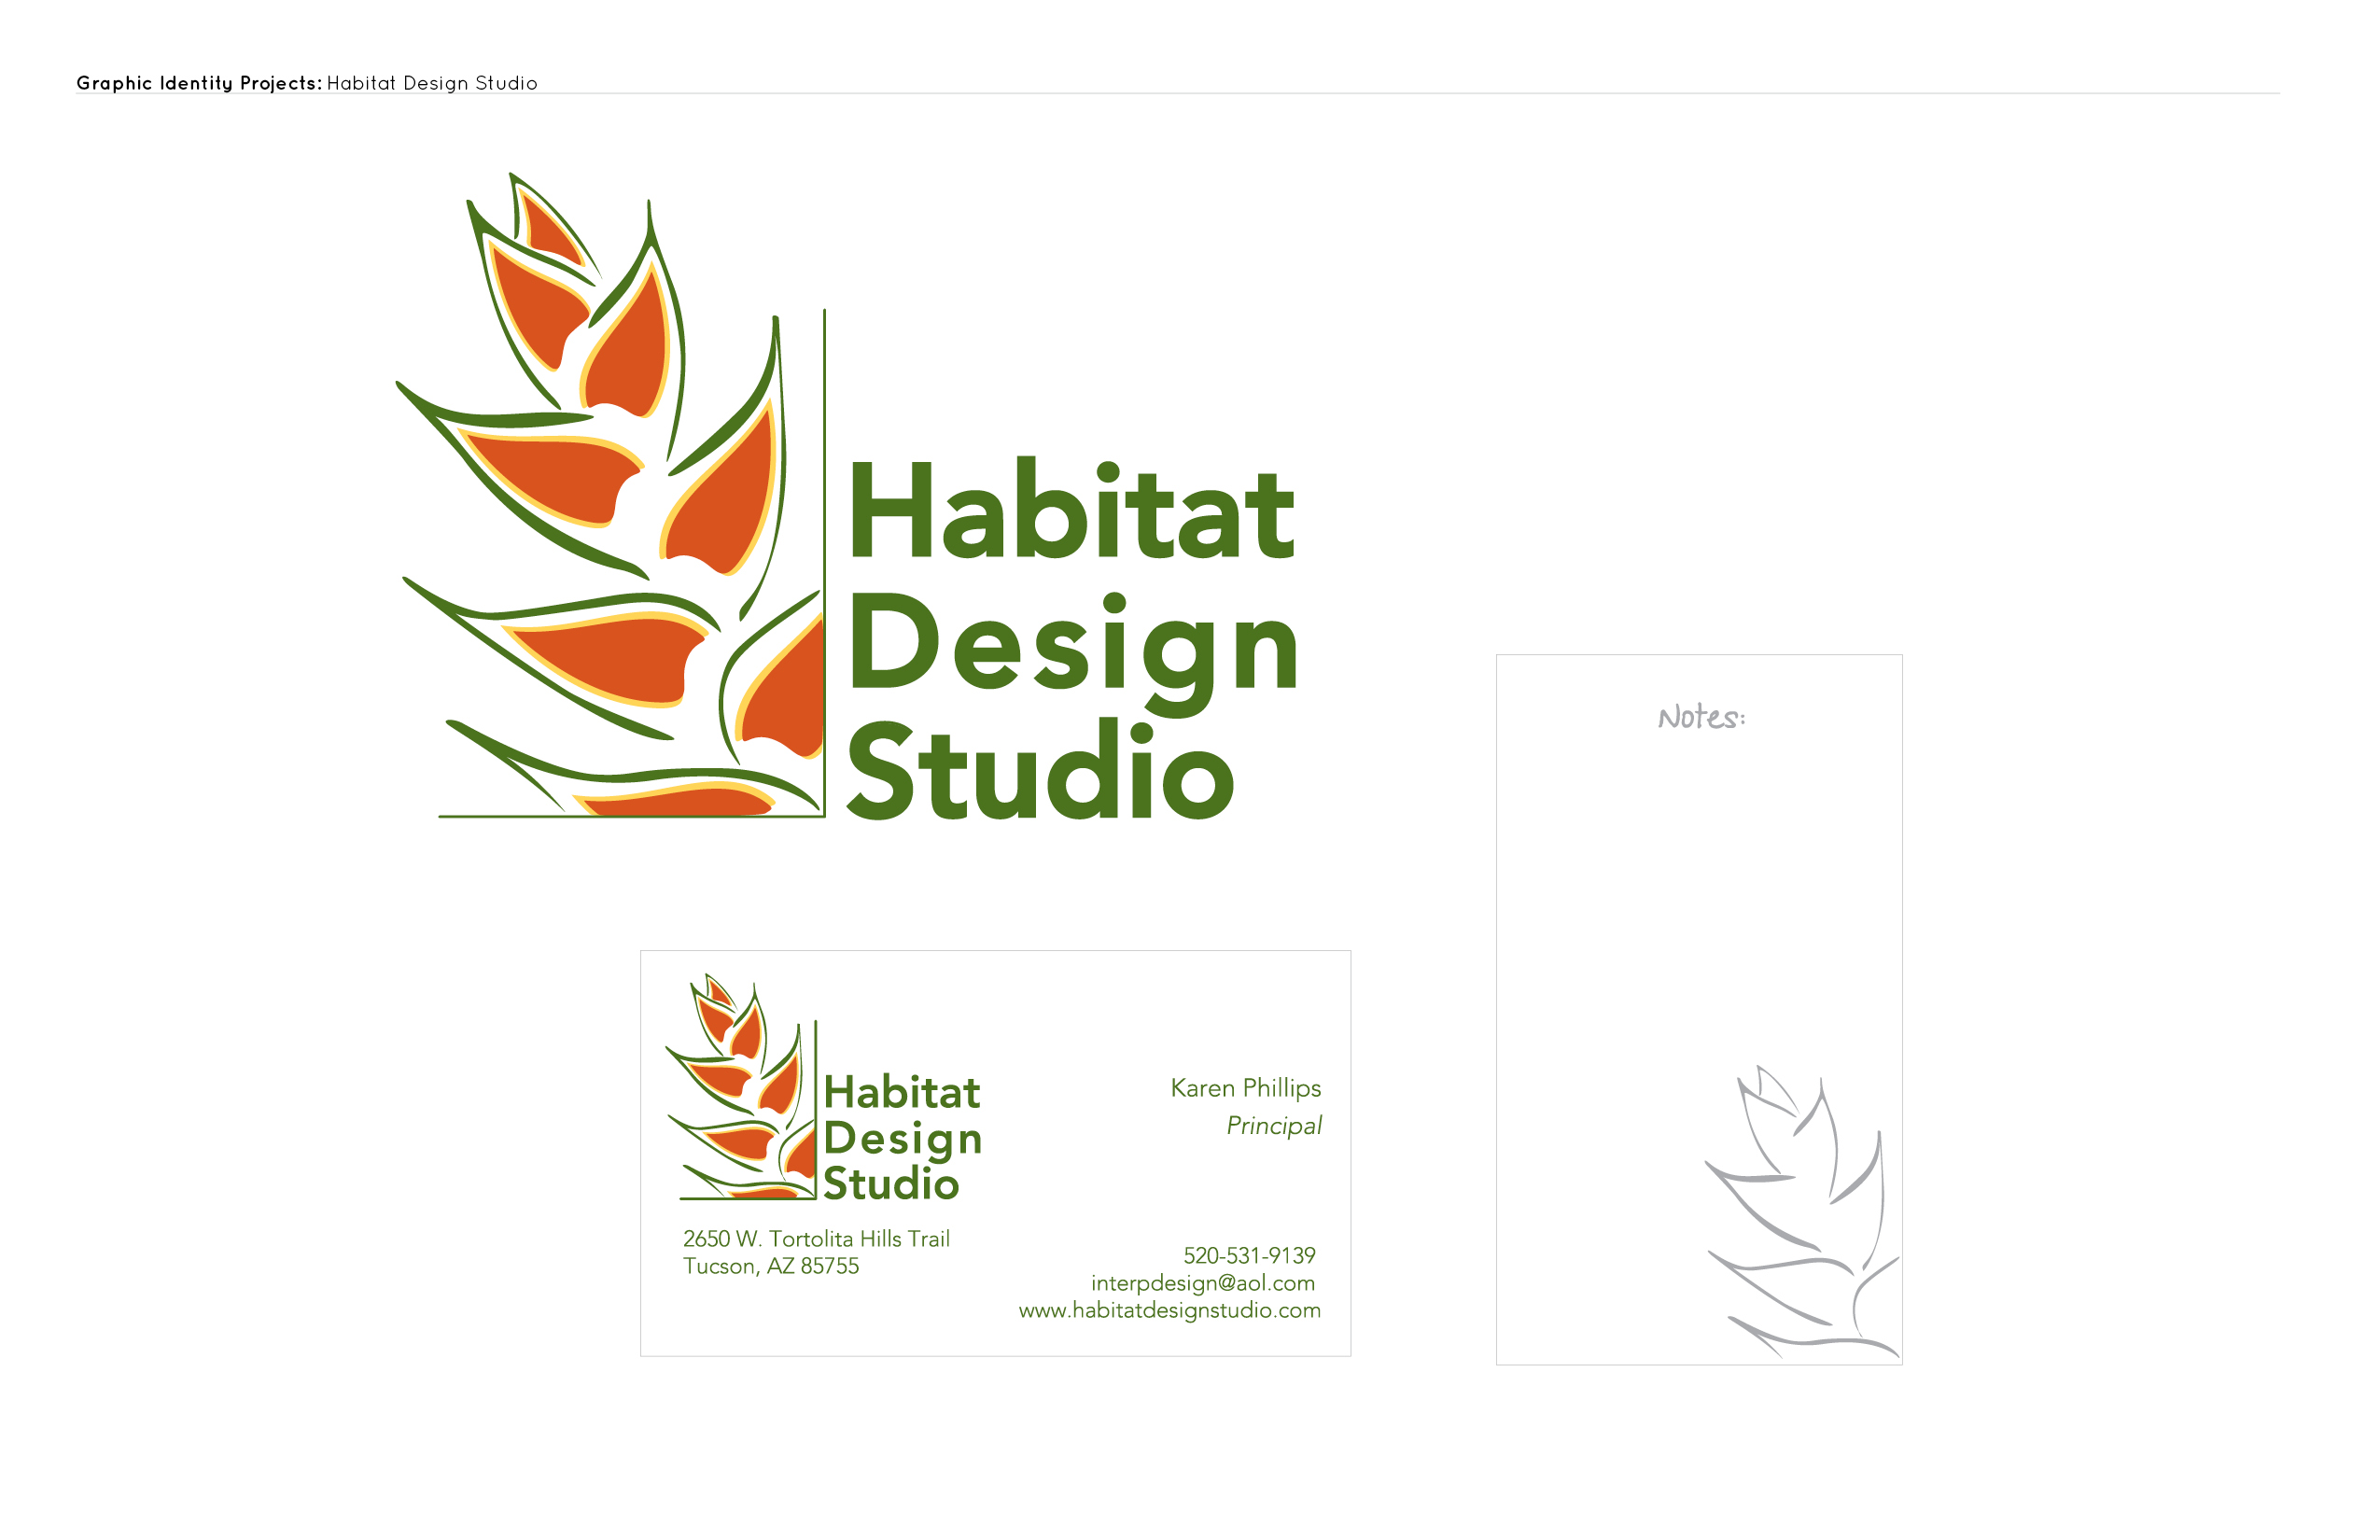 Graphic Identity Projects: Habitat Design Studio
Habitat
Design
Studio
Notes:
Habitat
Design
Studio
2650 W. Tortolita Hills Trail
Tucson, AZ 85755
Karen Phillips
Principal
520-531-9139
interpdesign@aol.com
www.habitatdesignstudio.com